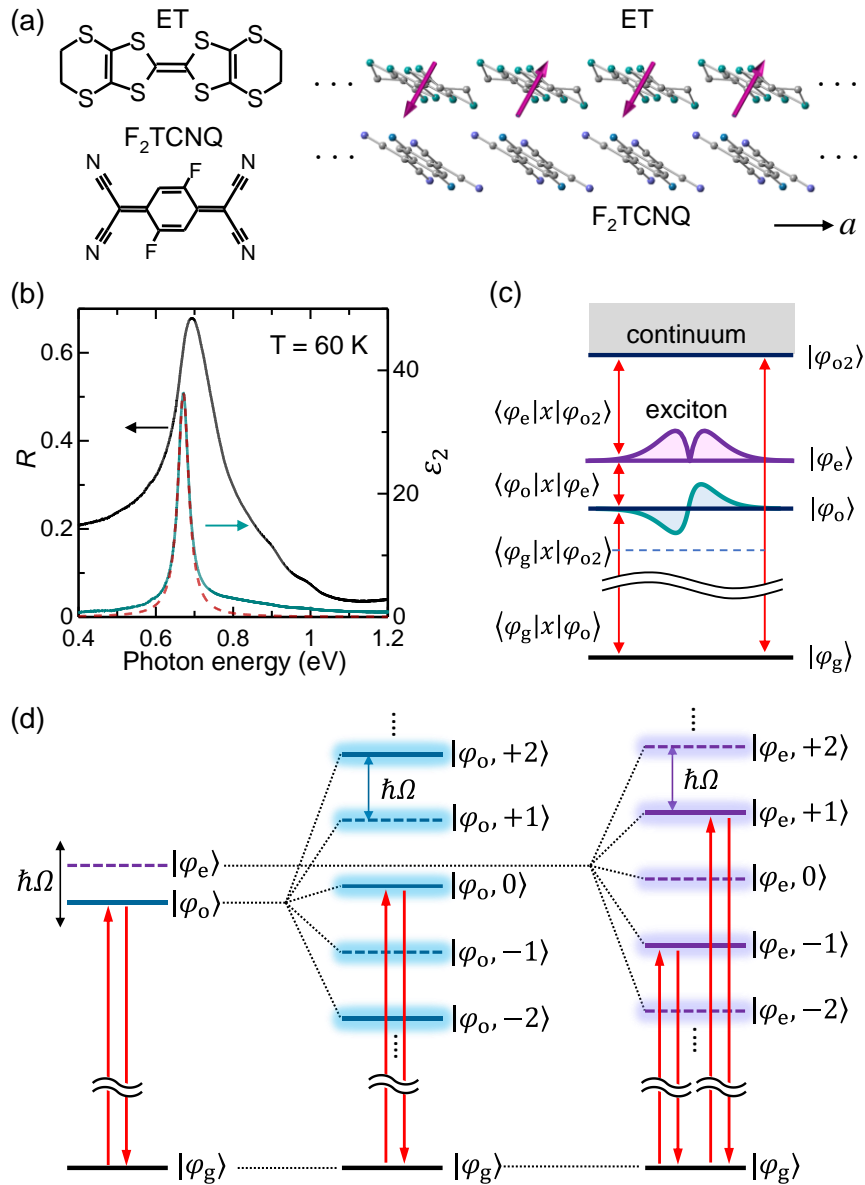 (a)
ET
S S S S
S S S S
F₂TCNQ
N N
F
F
N N
ET
· · ·
· · ·
· · ·
· · ·
F₂TCNQ
a
(b)
T = 60 K
R
0.6
0.4
0.2
0
ε₂
40
20
0
0.4 0.6 0.8 1 1.2
Photon energy (eV)
(c)
continuum
|φo2⟩
⟨φe|x|φo2⟩
exciton
|φe⟩
⟨φo|x|φe⟩
|φo⟩
⟨φg|x|φo2⟩
⟨φg|x|φo⟩
|φg⟩
(d)
ħΩ
|φe⟩
|φo⟩
|φg⟩
|φo, +2⟩
ħΩ
|φo, +1⟩
|φo, 0⟩
|φo, −1⟩
|φo, −2⟩
|φg⟩
|φe, +2⟩
ħΩ
|φe, +1⟩
|φe, 0⟩
|φe, −1⟩
|φe, −2⟩
|φg⟩